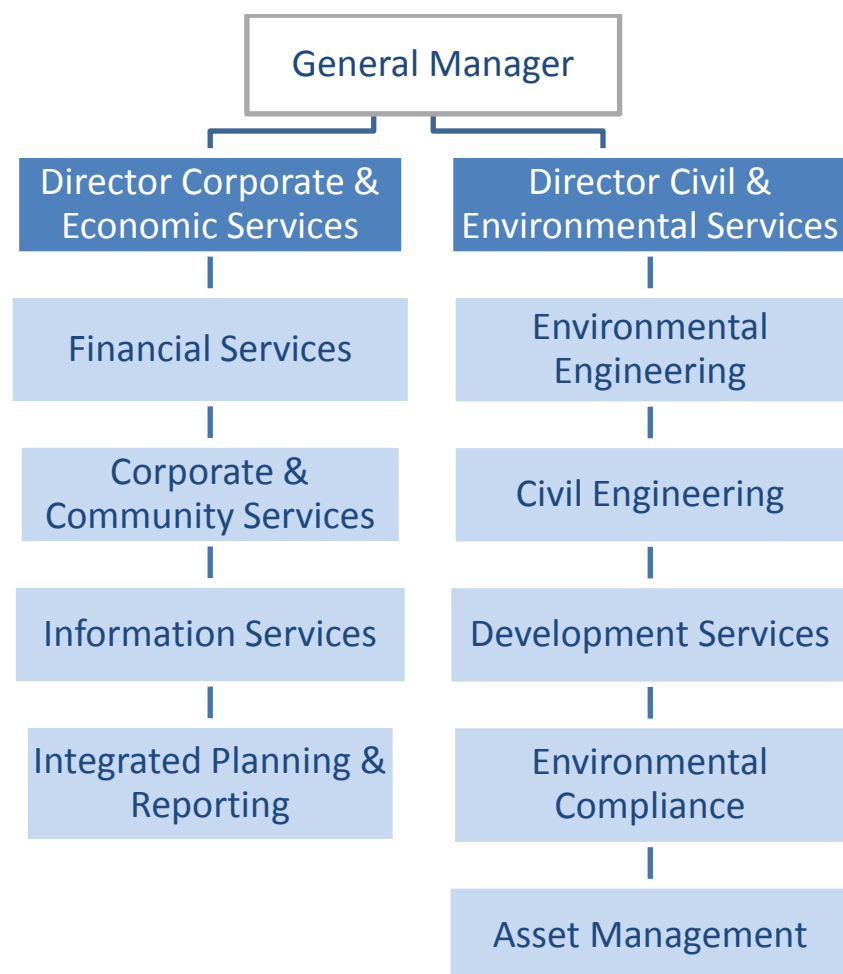 General Manager
Director Corporate &
Economic Services
Financial Services
Corporate &
Community Services
Information Services
Integrated Planning &
Reporting
Director Civil &
Environmental Services
Environmental
Engineering
Civil Engineering
Development Services
Environmental
Compliance
Asset Management